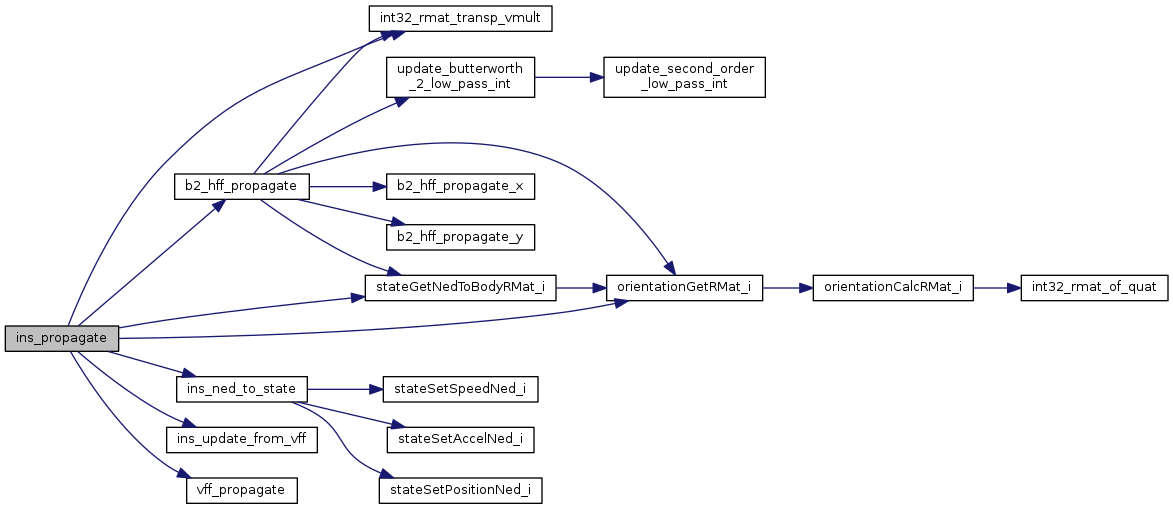 int32_rmat_transp_vmult
update_butterworth
_2_low_pass_int
update_second_order
_low_pass_int
b2_hff_propagate
b2_hff_propagate_x
b2_hff_propagate_y
stateGetNedToBodyRMat_i
orientationGetRMat_i
orientationCalcRMat_i
int32_rmat_of_quat
ins_propagate
ins_ned_to_state
stateSetSpeedNed_i
ins_update_from_vff
stateSetAccelNed_i
vff_propagate
stateSetPositionNed_i